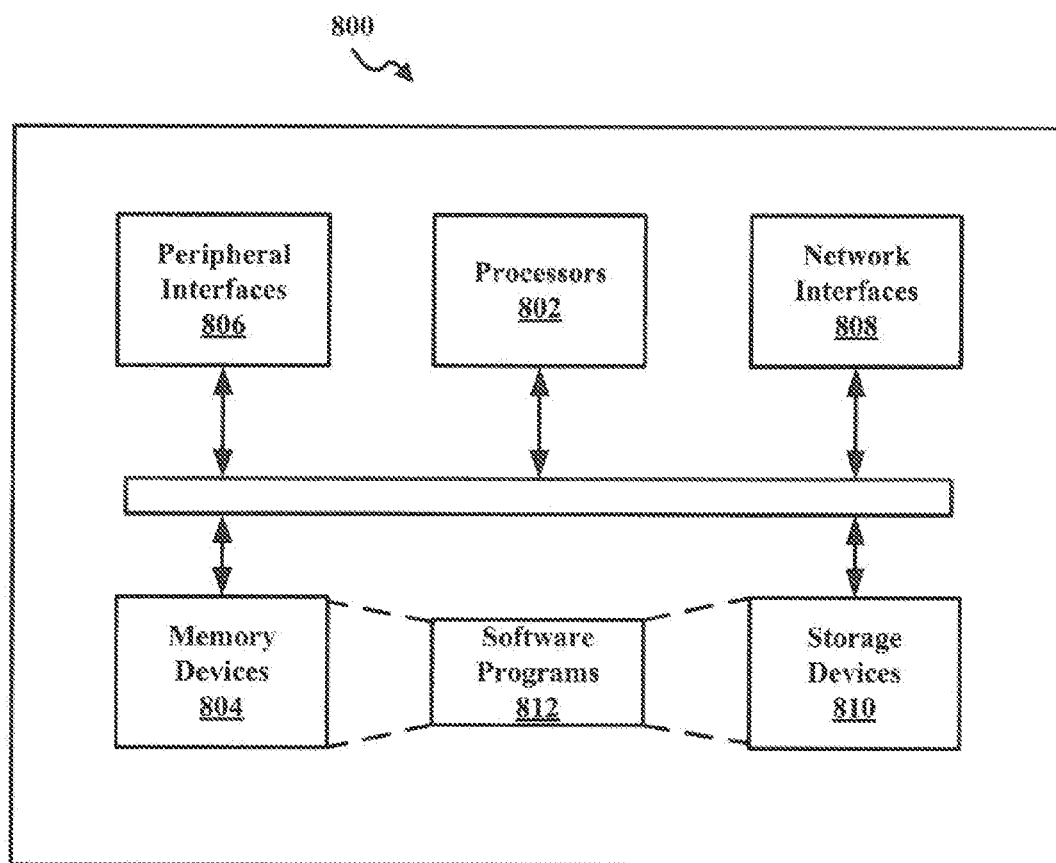 800
Peripheral
Interfaces
806
Processors
802
Network
Interfaces
808
Memory
Devices
804
Software
Programs
812
Storage
Devices
810